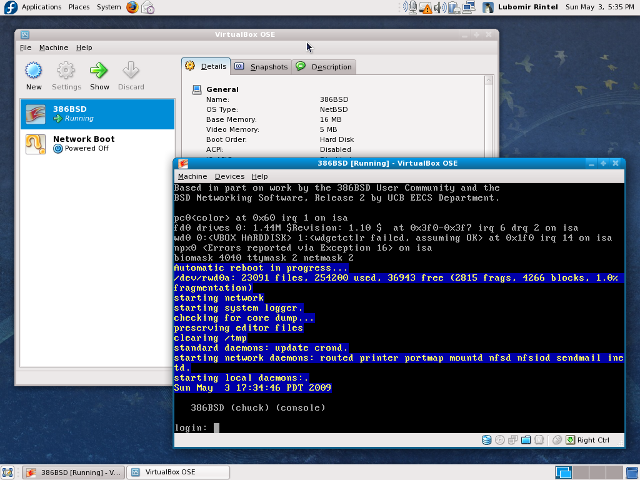 Applications Places System
Lubomir Rintel Sun May 3, 5:35 PM
VirtualBox OSE
File Machine Help
New Settings Show Discard
Details Snapshots Description
386BSD
Running
Network Boot
Powered Off
General
Name: 386BSD
OS Type: NetBSD
Base Memory: 16 MB
Video Memory: 5 MB
Boot Order: Hard Disk
ACPI: Disabled
386BSD [Running] - VirtualBox OSE
Machine Devices Help
Based in part on work by the 386BSD User Community and the
BSD Networking Software, Release 2 by UCB EECS Department.
pc0<color> at 0x60 irq 1 on isa
fd0 drives 0: 1.44M $Revision: 1.10 $ at 0x3f0-0x3f7 irq 6 drq 2 on isa
wd0 0:<VBOX HARDDISK> 1:<wdgetctlr failed, assuming OK> at 0x1f0 irq 14 on isa
npx0 <Errors reported via Exception 16> on isa
biomask 4040 ttymask 2 netmask 2
Automatic reboot in progress...
/dev/rwd0a: 23091 files, 254200 used, 36943 free (2815 frags, 4266 blocks, 1.0%
fragmentation)
starting network
starting system logger.
checking for core dump...
preserving editor files
clearing /tmp
standard daemons: update crond.
starting network daemons: routed printer portmap mountd nfsd nfsiod sendmail ine
td.
starting local daemons:.
Sun May 3 17:34:46 PDT 2009
386BSD (chuck) (console)
login:
Right Ctrl
386BSD [Running] - V...
VirtualBox OSE